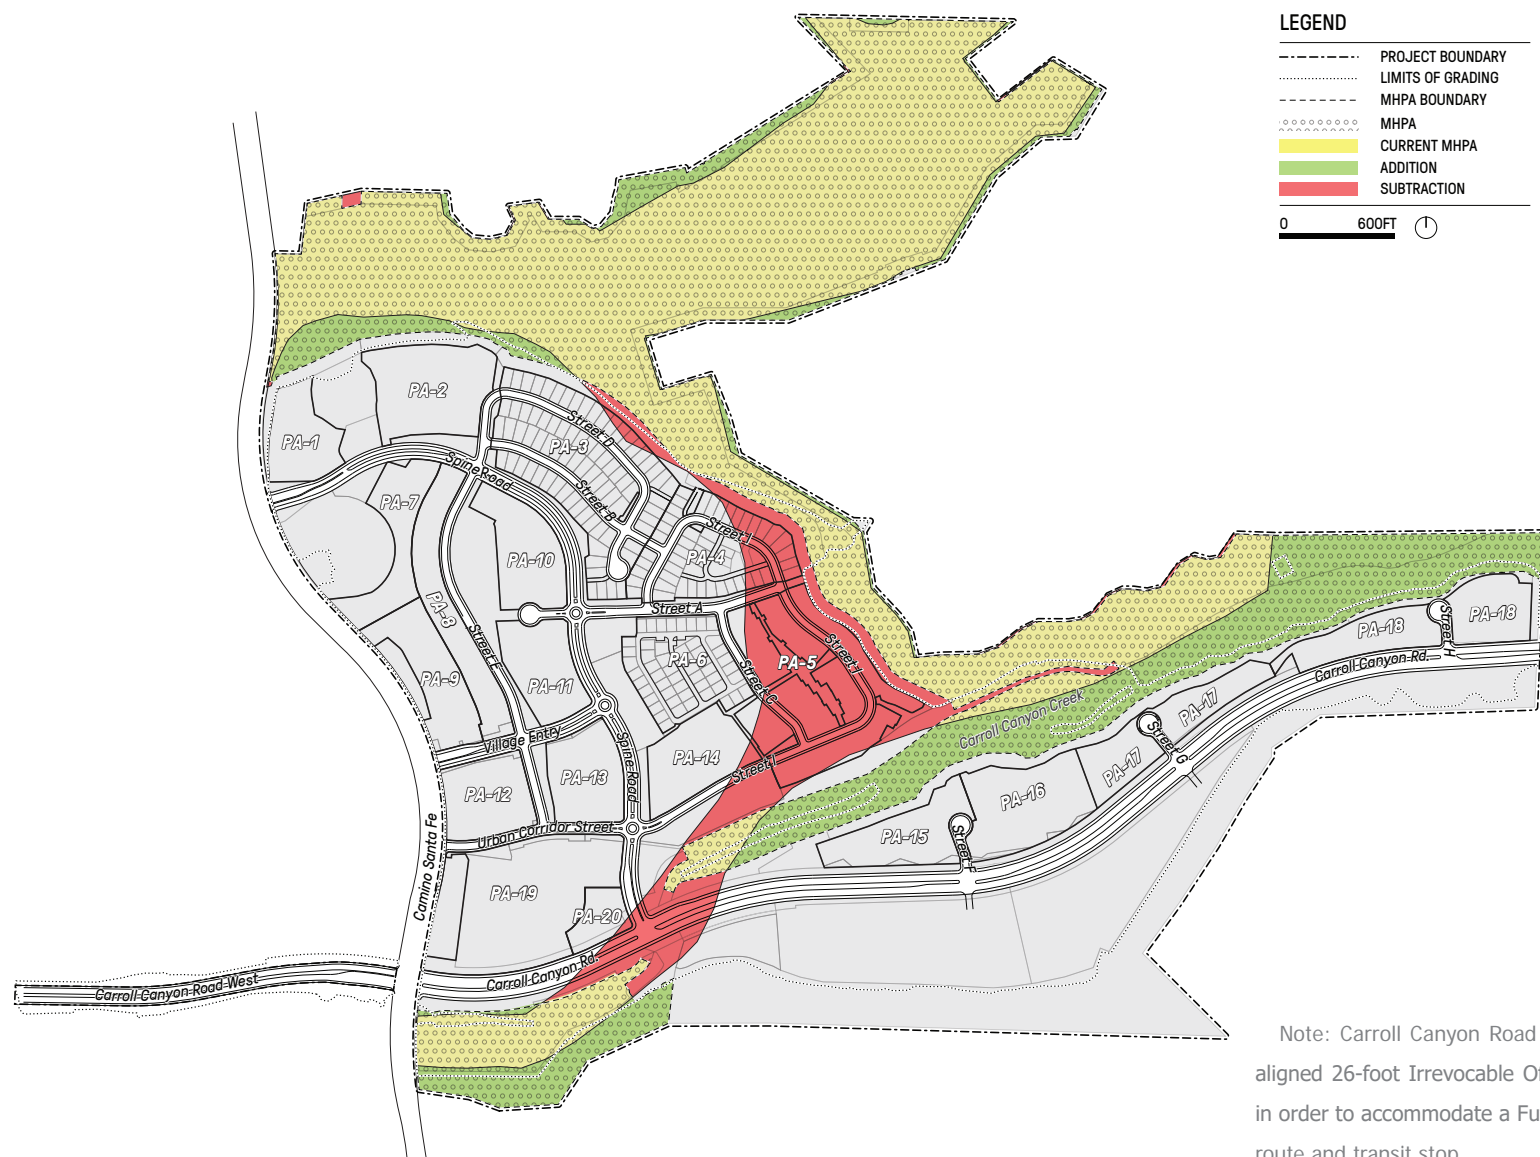 LEGEND
PROJECT BOUNDARY
LIMITS OF GRADING
MHPA BOUNDARY
MHPA
CURRENT MHPA
ADDITION
SUBTRACTION
0 600FT
PA-1
PA-2
PA-3
Street D
Street B
Spine Road
PA-7
PA-10
PA-4
Street I
PA-8
Street E
Street A
PA-6
PA-5
Street J
Street C
PA-9
PA-11
Village Entry
Spine Road
PA-14
Street I
PA-12
PA-13
Urban Corridor Street
Camino Santa Fe
PA-19
PA-20
Carroll Canyon Rd.
Carroll Canyon Road West
Carroll Canyon Creek
PA-15
Street F
PA-16
PA-17
Street G
PA-17
Carroll Canyon Rd.
PA-18
Street H
PA-18
Note: Carroll Canyon Road
aligned 26-foot Irrevocable
in order to accommodate a
route and transit stop